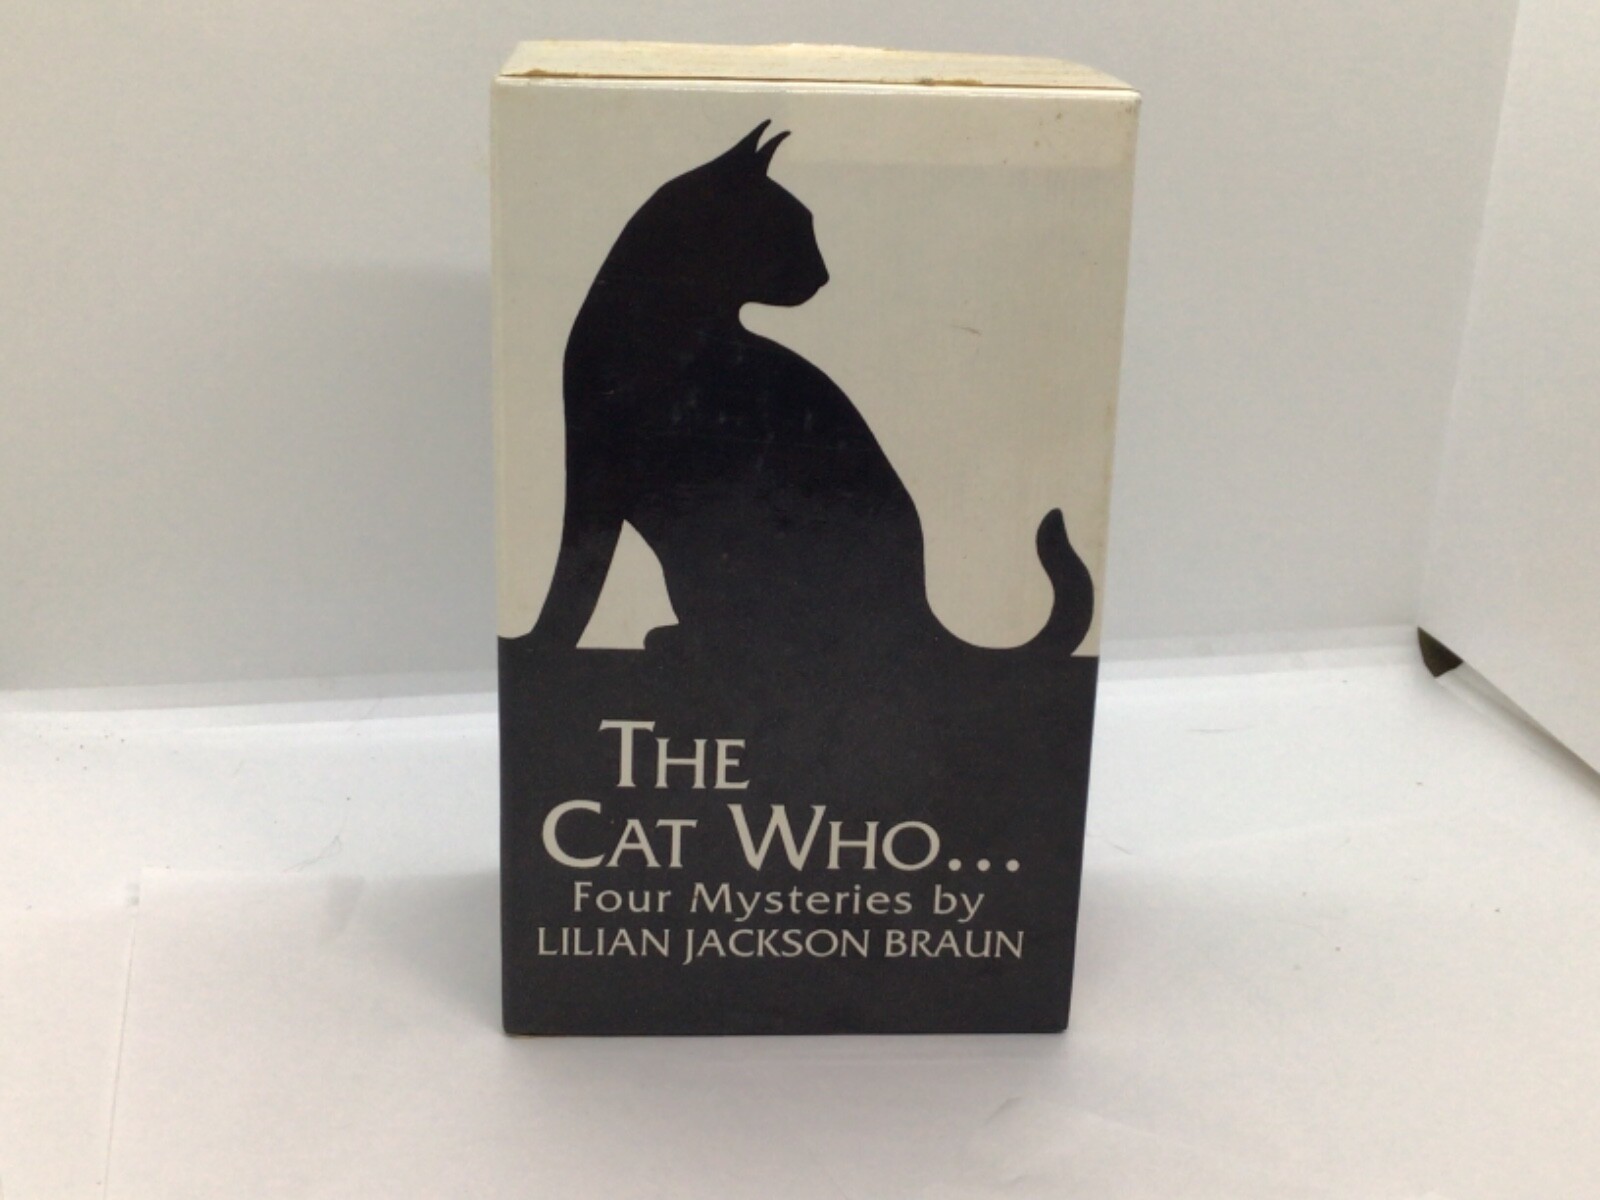 THE
CAT WHO...
Four Mysteries by
LILIAN JACKSON BRAUN